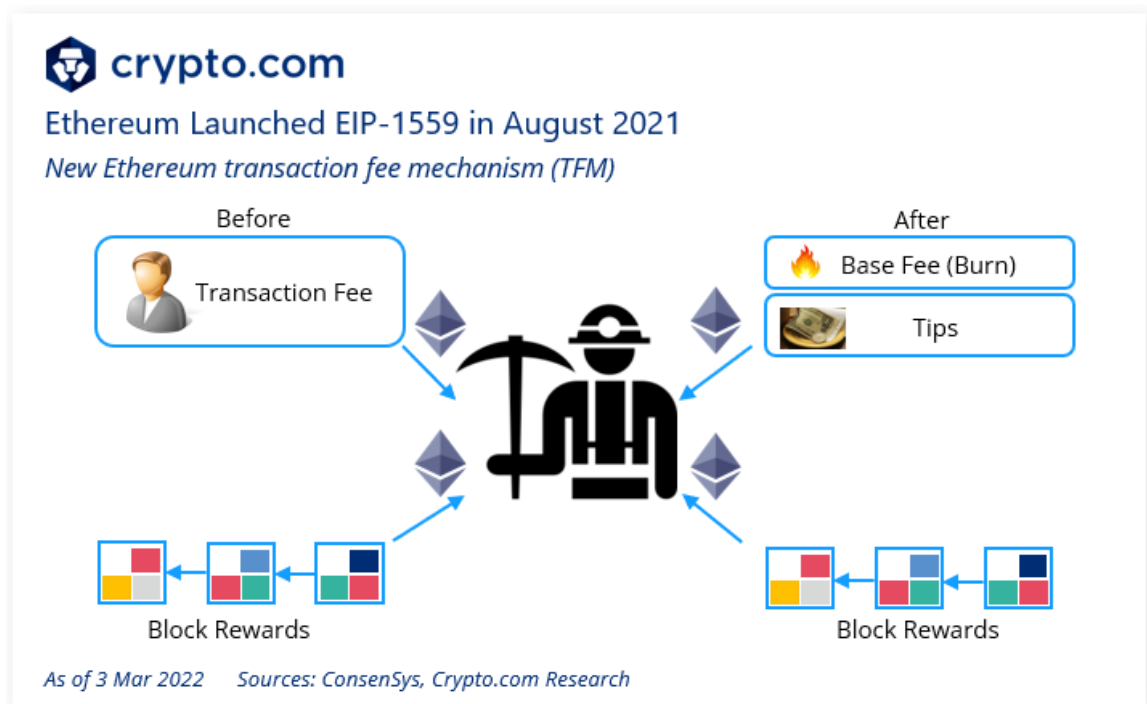 crypto.com
Ethereum Launched EIP-1559 in August 2021
New Ethereum transaction fee mechanism (TFM)
Before
Transaction Fee
After
Base Fee (Burn)
Tips
Block Rewards
Block Rewards
As of 3 Mar 2022 Sources: ConsenSys, Crypto.com Research